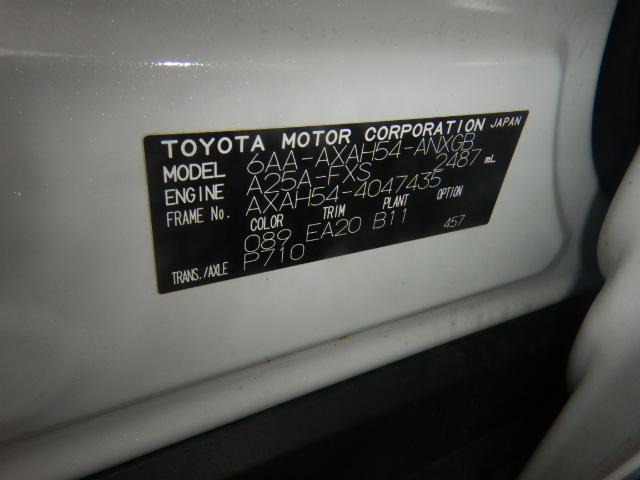 TOYOTA MOTOR CORPORATION JAPAN
MODEL 6AA-AXAH54-ANXGB
ENGINE A25A-FXS 2487 mL
FRAME No. AXAH54-4047435
COLOR TRIM PLANT OPTION
089 EA20 B11 457
TRANS./AXLE P710